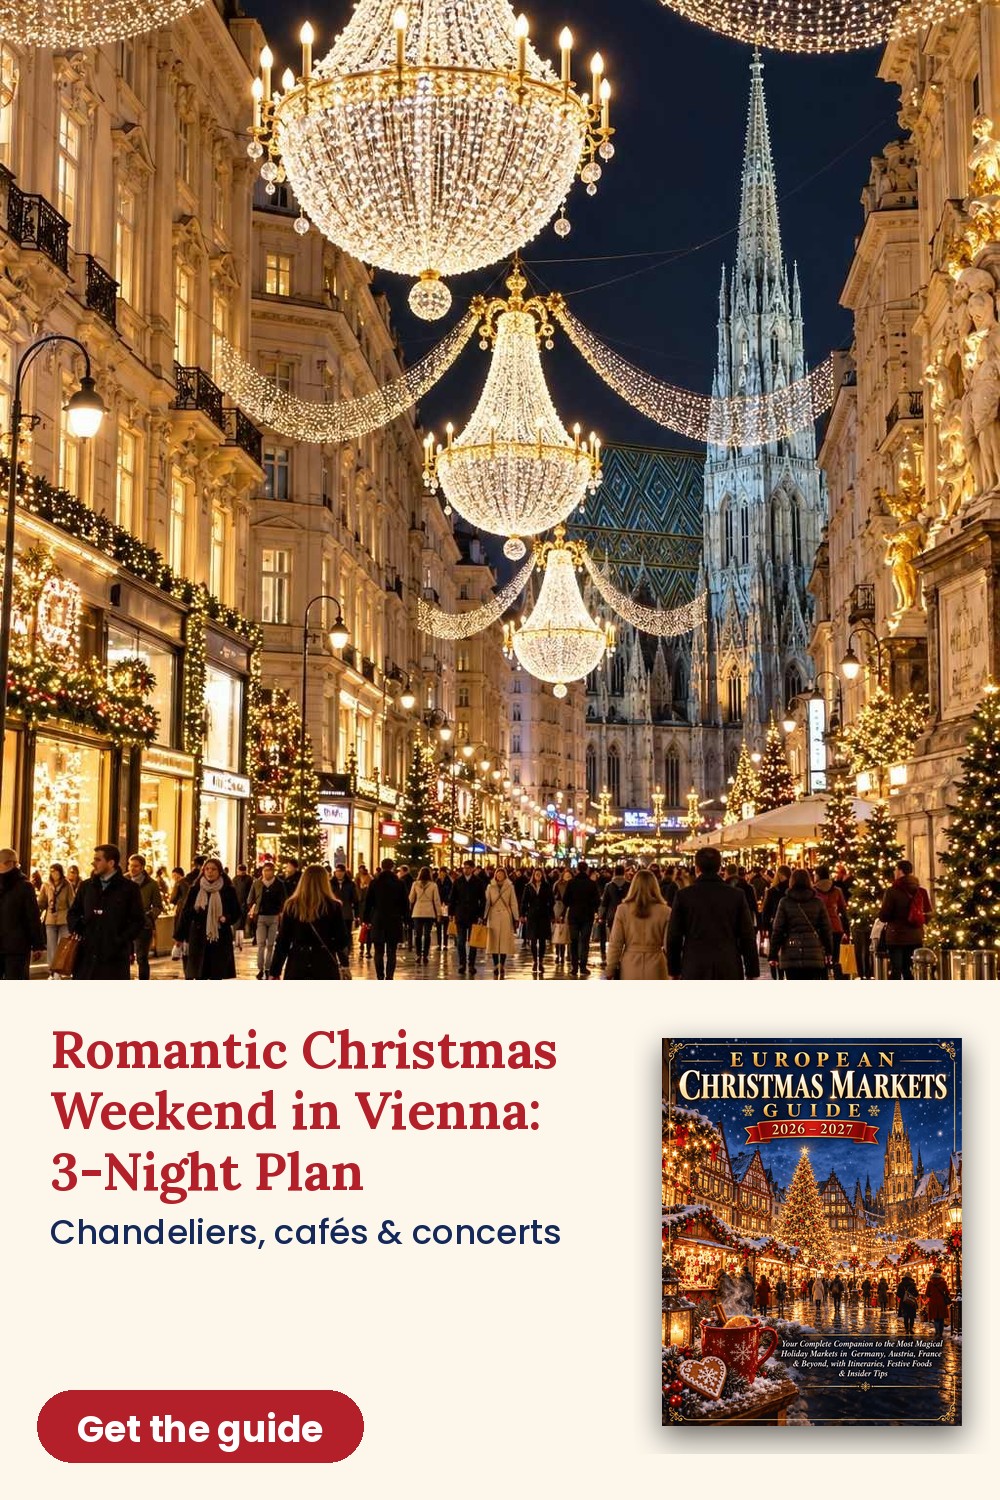 Romantic Christmas
Weekend in Vienna:
3-Night Plan
Chandeliers, cafés & concerts
Get the guide
EUROPEAN
CHRISTMAS MARKETS
GUIDE
2026 – 2027
Your Complete Companion to the Most Magical
Holiday Markets in Germany, Austria, France
& Beyond, with Itineraries, Festive Foods
& Insider Tips